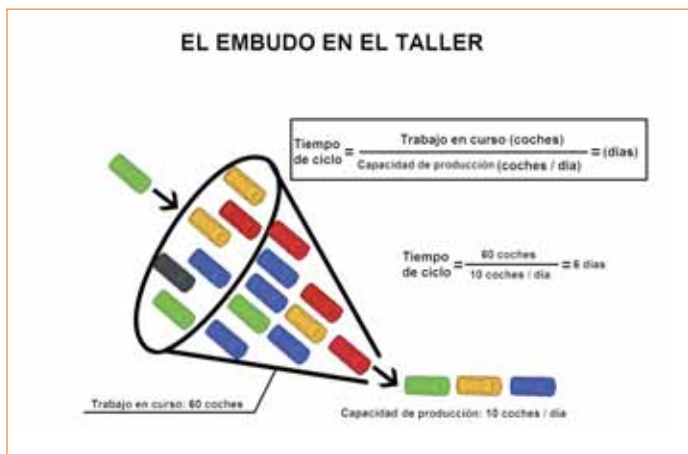 EL EMBUDO EN EL TALLER
Tiempo de ciclo = Trabajo en curso (coches) / Capacidad de producción (coches / día) = (días)
Tiempo de ciclo = 60 coches / 10 coches / día = 6 días
Trabajo en curso: 60 coches
Capacidad de producción: 10 coches / día